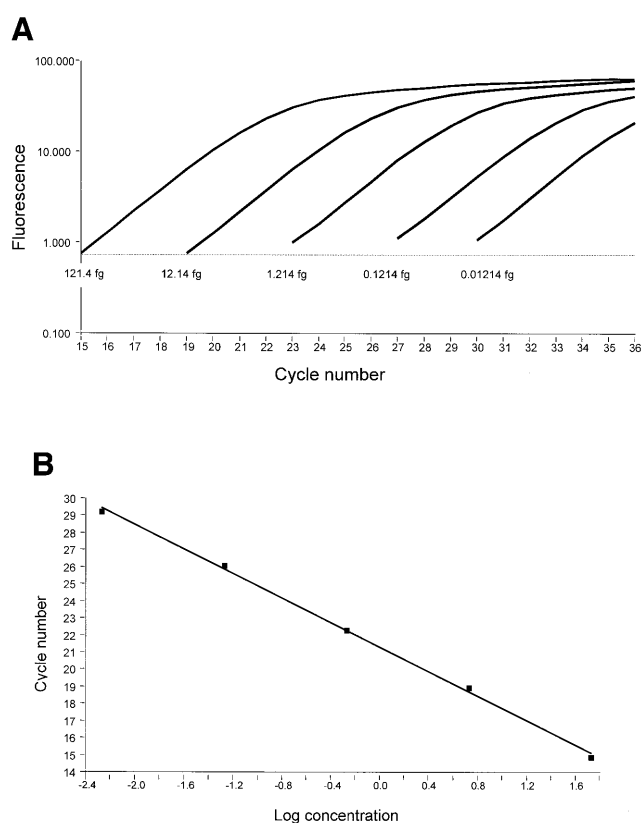 A
100.000
10.000
1.000
0.100
Fluorescence
121.4 fg 12.14 fg 1.214 fg 0.1214 fg 0.01214 fg
15 16 17 18 19 20 21 22 23 24 25 26 27 28 29 30 31 32 33 34 35 36
Cycle number
B
30
29
28
26
25
24
23
22
21
20
19
18
17
16
15
14
Cycle number
-2.4 -2.0 -1.6 -1.2 -0.8 -0.4 0.0 0.4 0.8 1.2 1.6
Log concentration